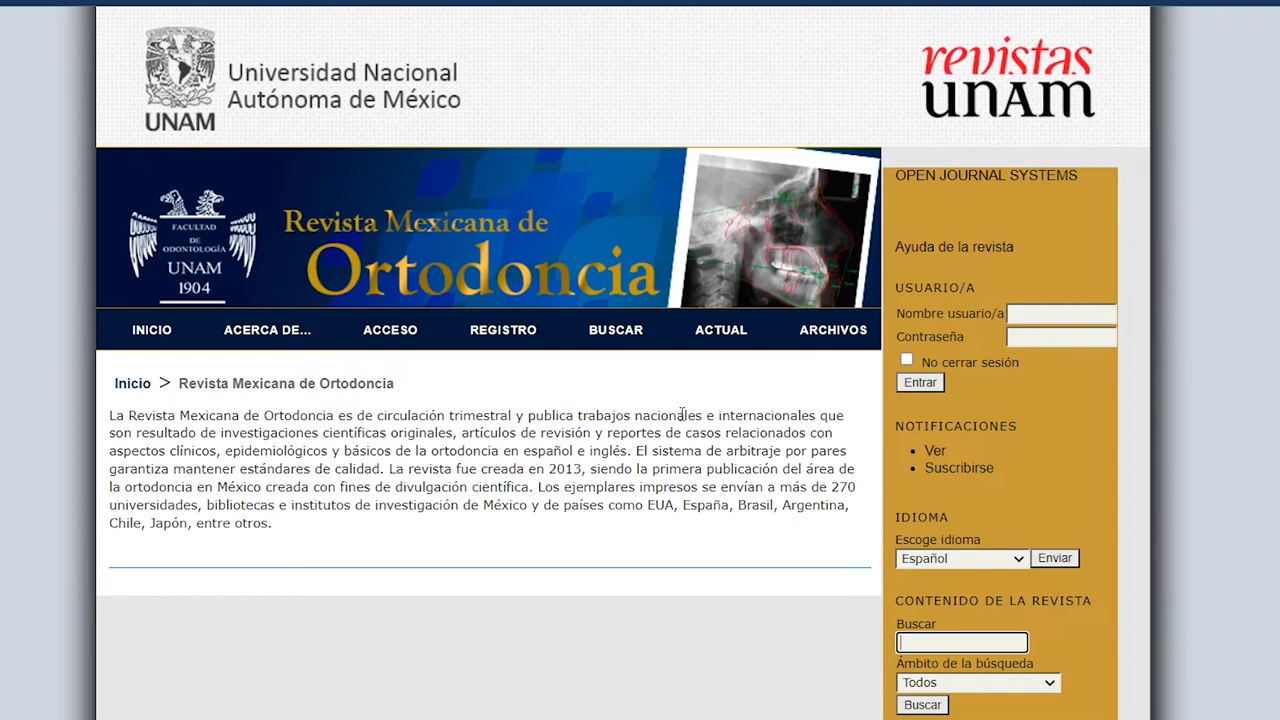 Universidad Nacional
Autónoma de México
UNAM
revistas
UNAM
FACULTAD
DE
ODONTOLOGÍA
UNAM
1904
Revista Mexicana de
Ortodoncia
INICIO ACERCA DE... ACCESO REGISTRO BUSCAR ACTUAL ARCHIVOS
Inicio > Revista Mexicana de Ortodoncia
La Revista Mexicana de Ortodoncia es de circulación trimestral y publica trabajos nacionales e internacionales que
son resultado de investigaciones científicas originales, artículos de revisión y reportes de casos relacionados con
aspectos clínicos, epidemiológicos y básicos de la ortodoncia en español e inglés. El sistema de arbitraje por pares
garantiza mantener estándares de calidad. La revista fue creada en 2013, siendo la primera publicación del área de
la ortodoncia en México creada con fines de divulgación científica. Los ejemplares impresos se envían a más de 270
universidades, bibliotecas e institutos de investigación de México y de países como EUA, España, Brasil, Argentina,
Chile, Japón, entre otros.
OPEN JOURNAL SYSTEMS
Ayuda de la revista
USUARIO/A
Nombre usuario/a
Contraseña
No cerrar sesión
Entrar
NOTIFICACIONES
Ver
Suscribirse
IDIOMA
Escoge idioma
Español Enviar
CONTENIDO DE LA REVISTA
Buscar
Ámbito de la búsqueda
Todos
Buscar